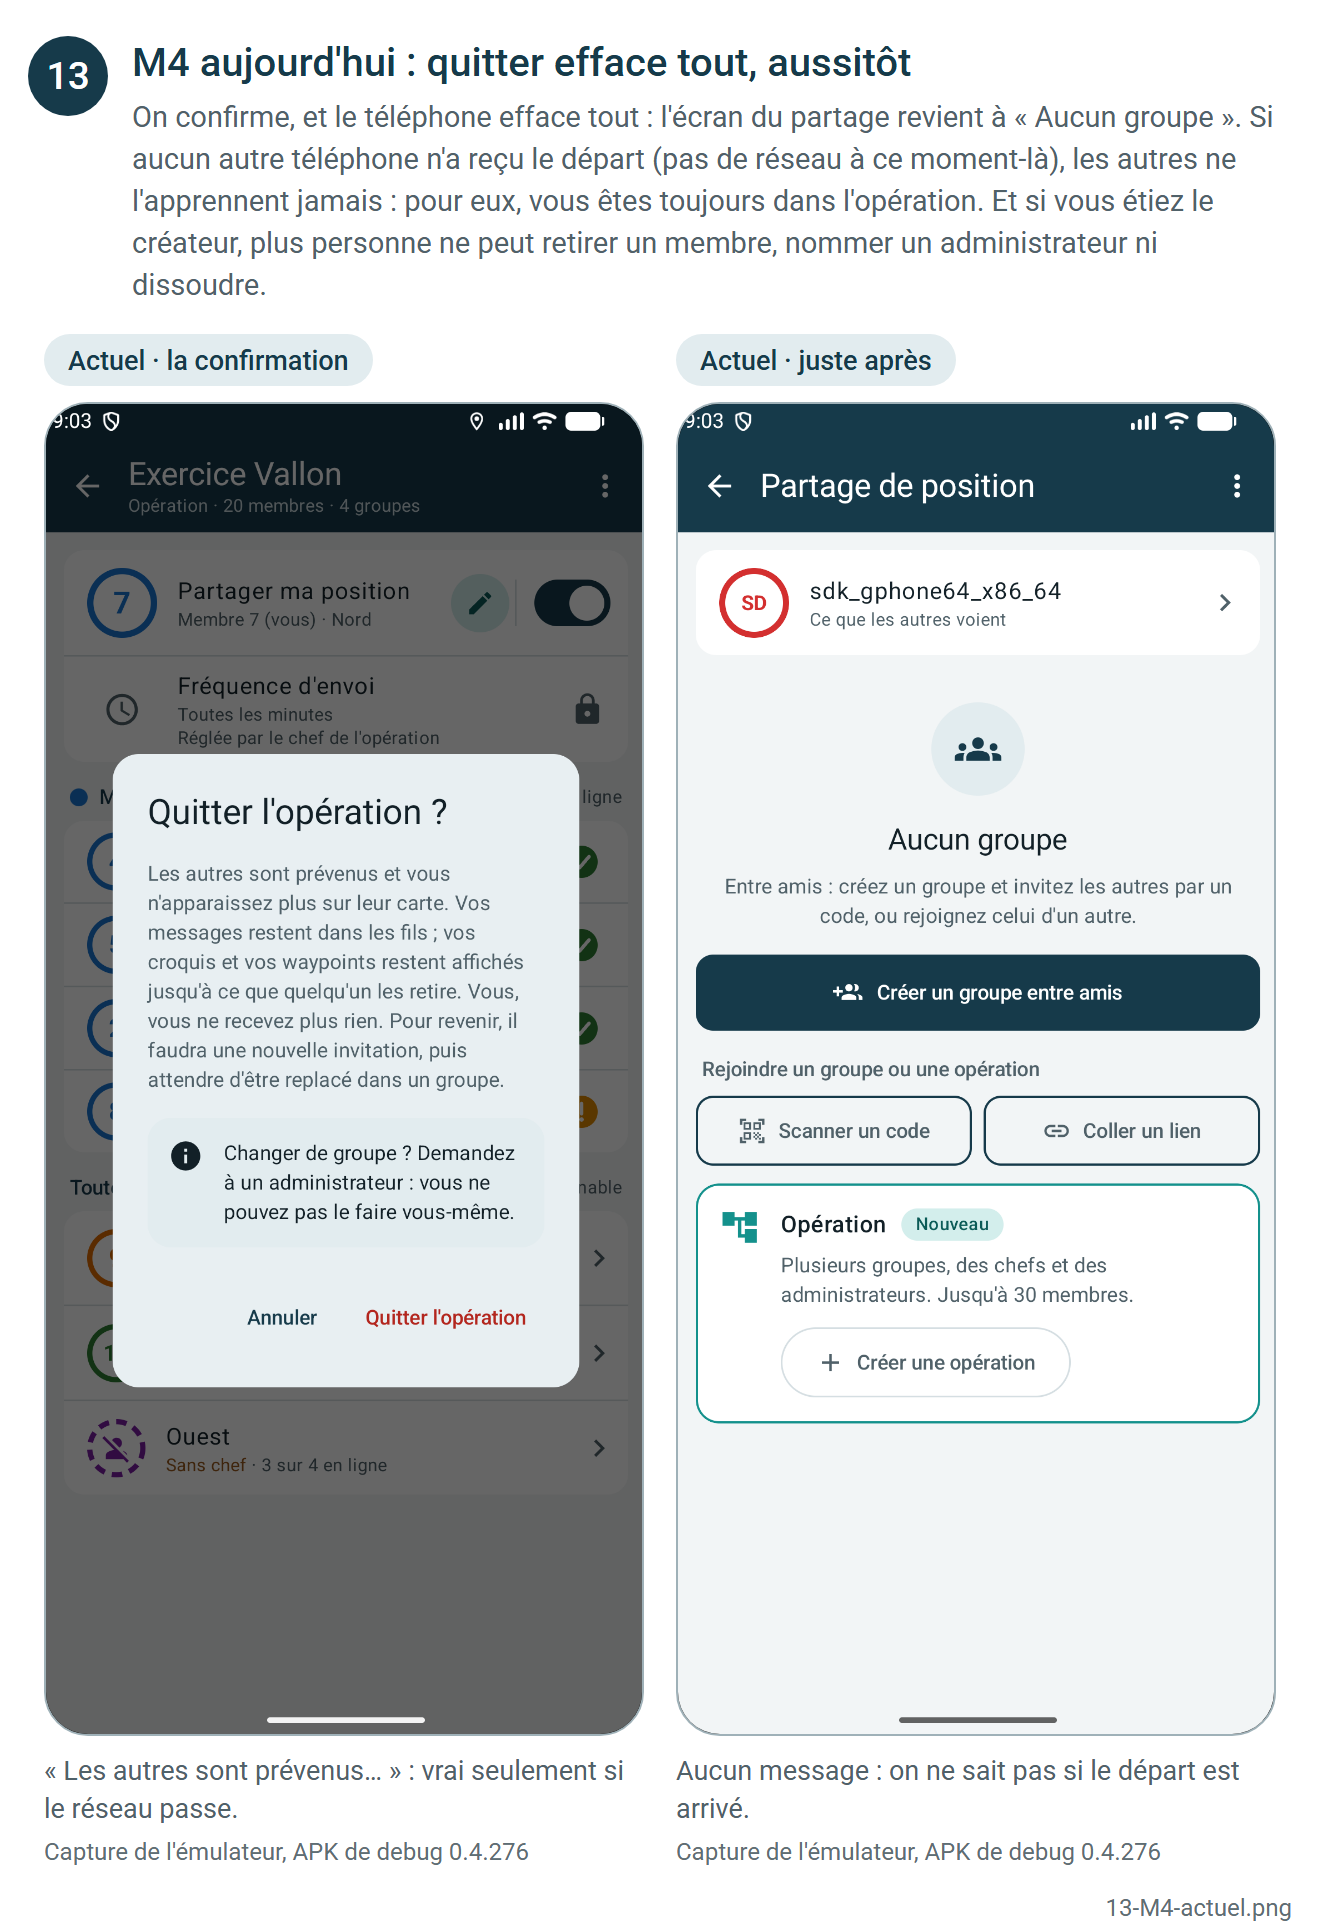 13
M4 aujourd'hui : quitter efface tout, aussitôt
On confirme, et le téléphone efface tout : l'écran du partage revient à « Aucun groupe ». Si
aucun autre téléphone n'a reçu le départ (pas de réseau à ce moment-là), les autres ne
l'apprennent jamais : pour eux, vous êtes toujours dans l'opération. Et si vous étiez le
créateur, plus personne ne peut retirer un membre, nommer un administrateur ni
dissoudre.
Actuel · la confirmation
9:03
Exercice Vallon
Opération · 20 membres · 4 groupes
7
Partager ma position
Membre 7 (vous) · Nord
Fréquence d'envoi
Toutes les minutes
Réglée par le chef de l'opération
ligne
Quitter l'opération ?
Les autres sont prévenus et vous
n'apparaissez plus sur leur carte. Vos
messages restent dans les fils ; vos
croquis et vos waypoints restent affichés
jusqu'à ce que quelqu'un les retire. Vous,
vous ne recevez plus rien. Pour revenir, il
faudra une nouvelle invitation, puis
attendre d'être replacé dans un groupe.
Changer de groupe ? Demandez
à un administrateur : vous ne
pouvez pas le faire vous-même.
Annuler
Quitter l'opération
Ouest
Sans chef · 3 sur 4 en ligne
« Les autres sont prévenus... » : vrai seulement si
le réseau passe.
Capture de l'émulateur, APK de debug 0.4.276
Actuel · juste après
9:03
Partage de position
SD
sdk_gphone64_x86_64
Ce que les autres voient
Aucun groupe
Entre amis : créez un groupe et invitez les autres par un
code, ou rejoignez celui d'un autre.
Créer un groupe entre amis
Rejoindre un groupe ou une opération
Scanner un code
Coller un lien
Opération
Nouveau
Plusieurs groupes, des chefs et des
administrateurs. Jusqu'à 30 membres.
Créer une opération
Aucun message : on ne sait pas si le départ est
arrivé.
Capture de l'émulateur, APK de debug 0.4.276
13-M4-actuel.png